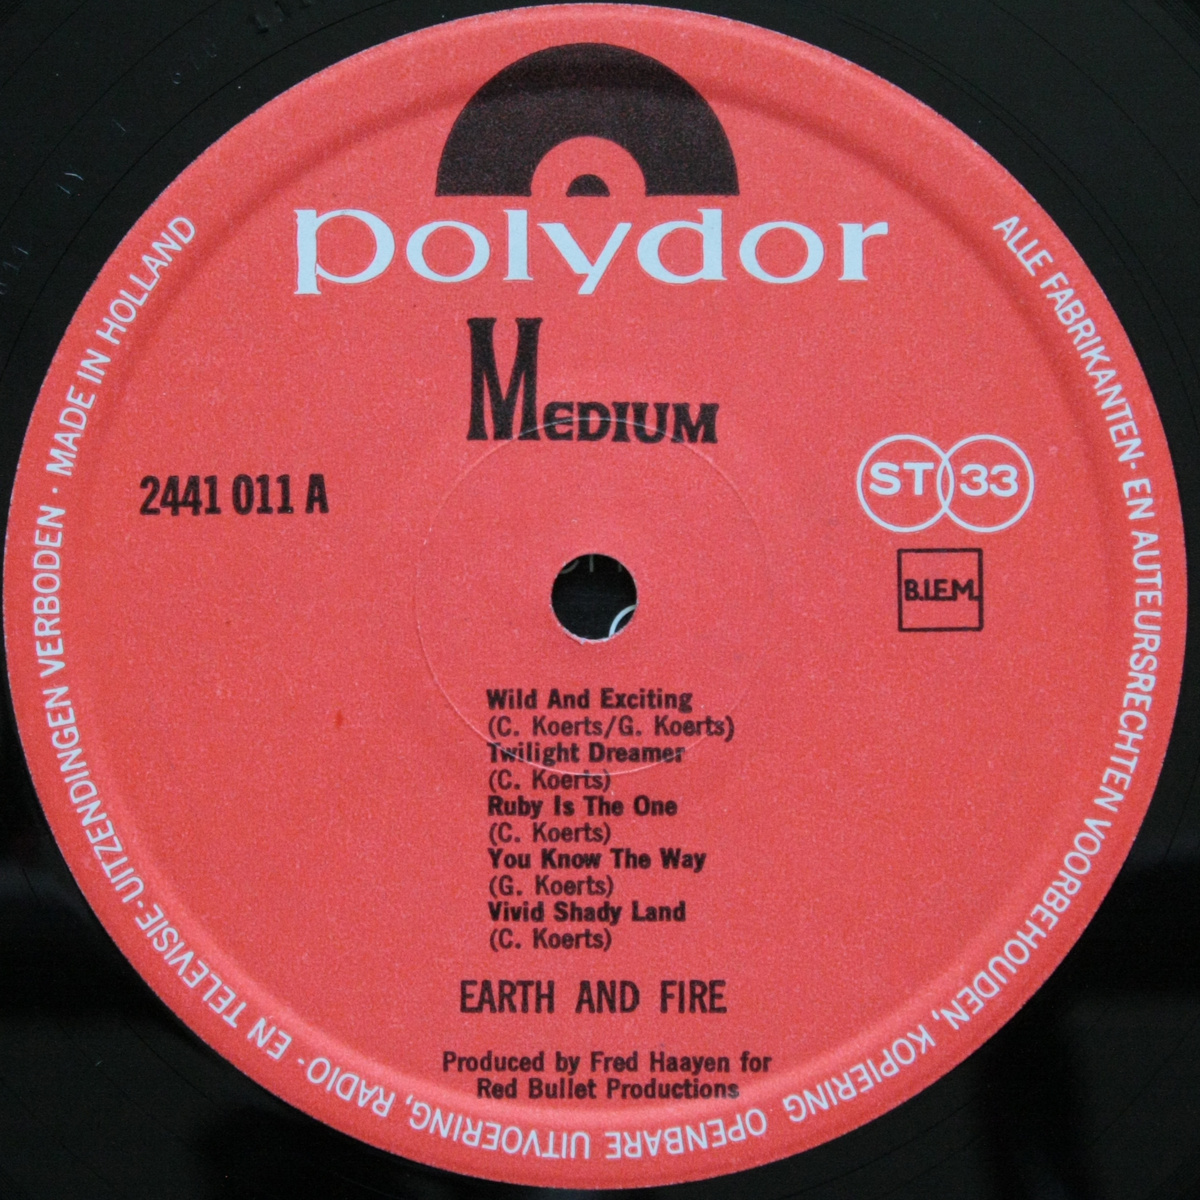 polydor
MEDIUM
2441 011 A
ST 33
B.I.E.M.
Wild And Exciting
(C. Koerts/G. Koerts)
Twilight Dreamer
(C. Koerts)
Ruby Is The One
(C. Koerts)
You Know The Way
(G. Koerts)
Vivid Shady Land
(C. Koerts)
EARTH AND FIRE
Produced by Fred Haayen for
Red Bullet Productions
ALLE FABRIKANTEN- EN AUTEURSRECHTEN VOORBEHOUDEN, KOPIERING OPENBARE UITVOERING, RADIO- EN TELEVISIE-UITZENDINGEN VERBODEN · MADE IN HOLLAND